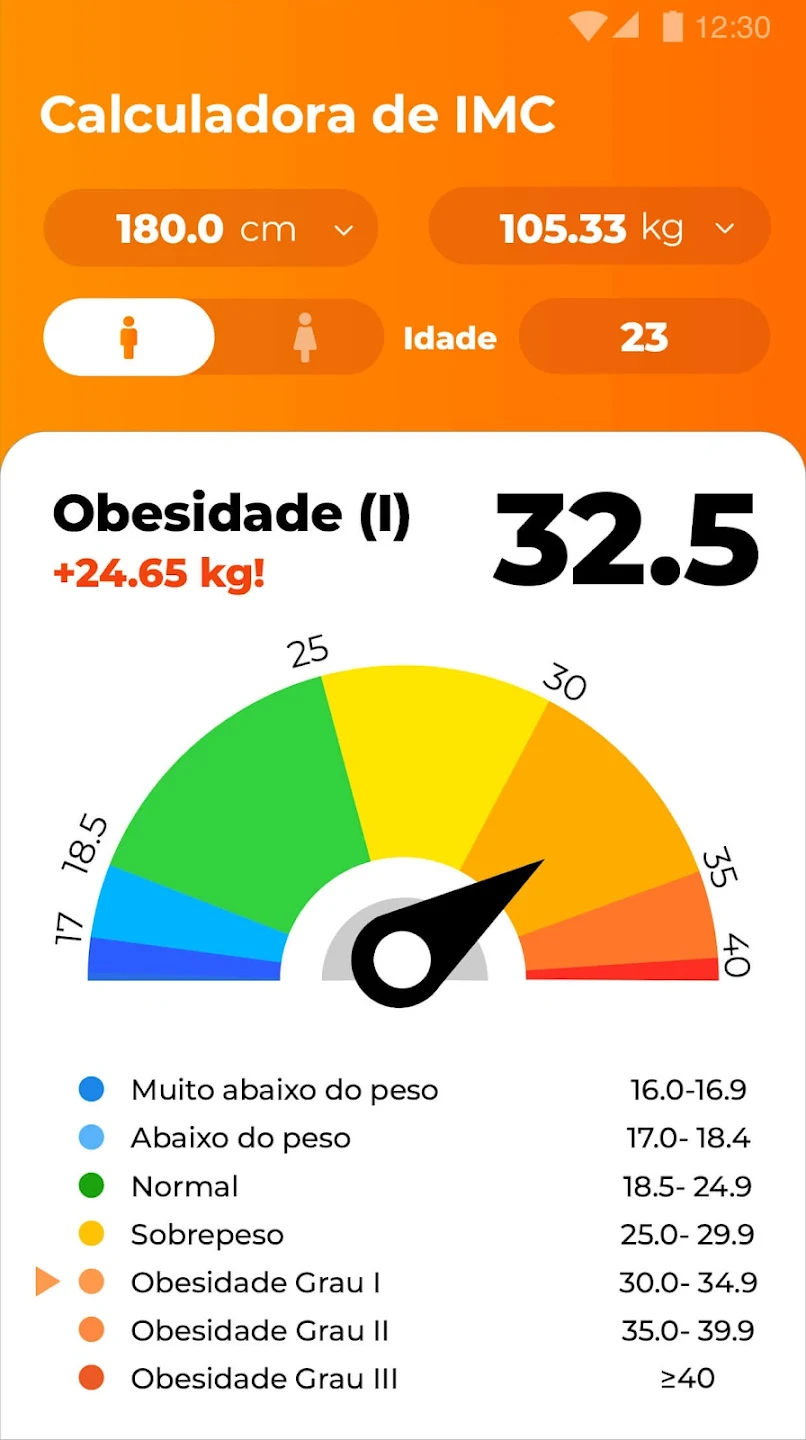 12:30
Calculadora de IMC
180.0 cm
105.33 kg
Idade
23
Obesidade (I)
32.5
+24.65 kg!
17
18.5
25
30
35
40
Muito abaixo do peso 16.0-16.9
Abaixo do peso 17.0- 18.4
Normal 18.5- 24.9
Sobrepeso 25.0- 29.9
Obesidade Grau I 30.0- 34.9
Obesidade Grau II 35.0- 39.9
Obesidade Grau III ≥40